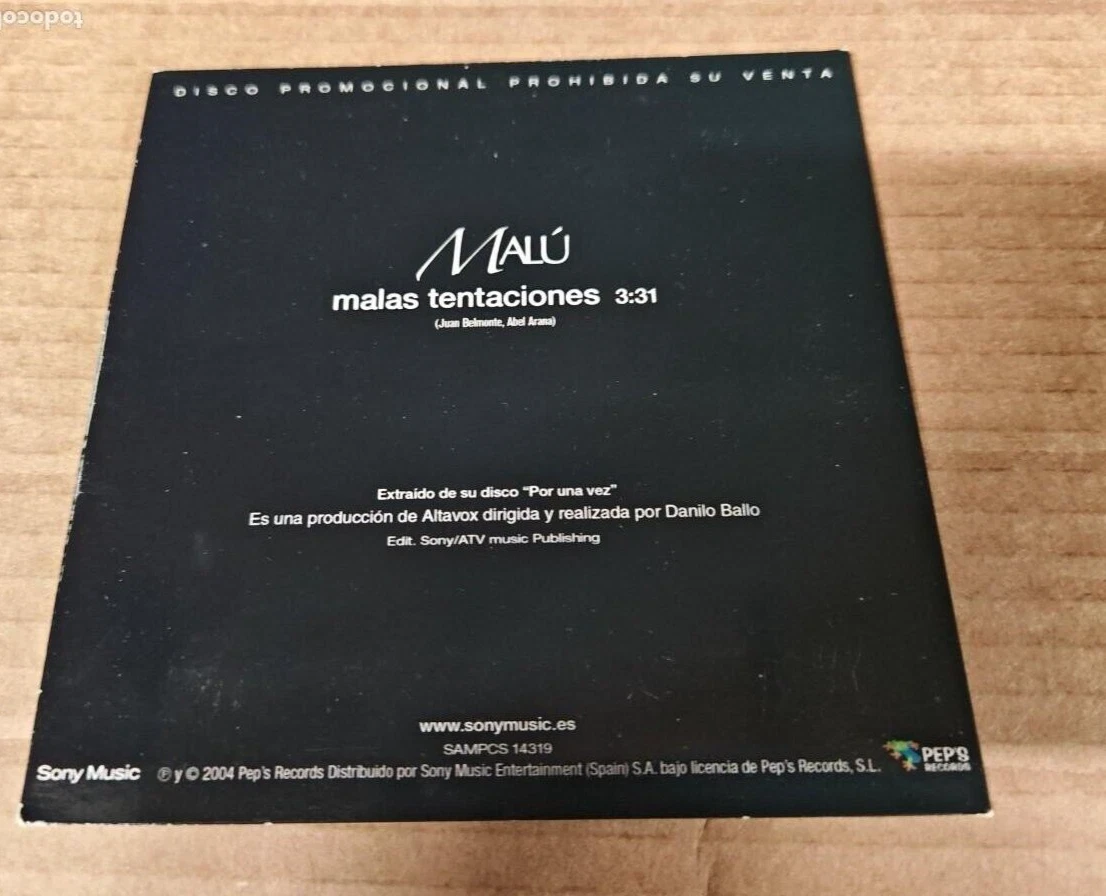 todocol
DISCO PROMOCIONAL PROHIBIDA SU VENTA
MALÚ
malas tentaciones 3:31
(Juan Belmonte, Abel Arana)
Extraído de su disco "Por una vez"
Es una producción de Altavox dirigida y realizada por Danilo Ballo
Edit. Sony/ATV music Publishing
www.sonymusic.es
SAMPCS 14319
Sony Music ℗ y © 2004 Pep's Records Distribuido por Sony Music Entertainment (Spain) S.A. bajo licencia de Pep's Records, S.L.
PEP'S
RECORDS